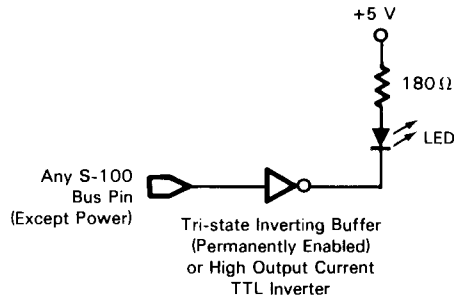 +5 V
180Ω
LED
Any S-100
Bus Pin
(Except Power)
Tri-state Inverting Buffer
(Permanently Enabled)
or High Output Current
TTL Inverter